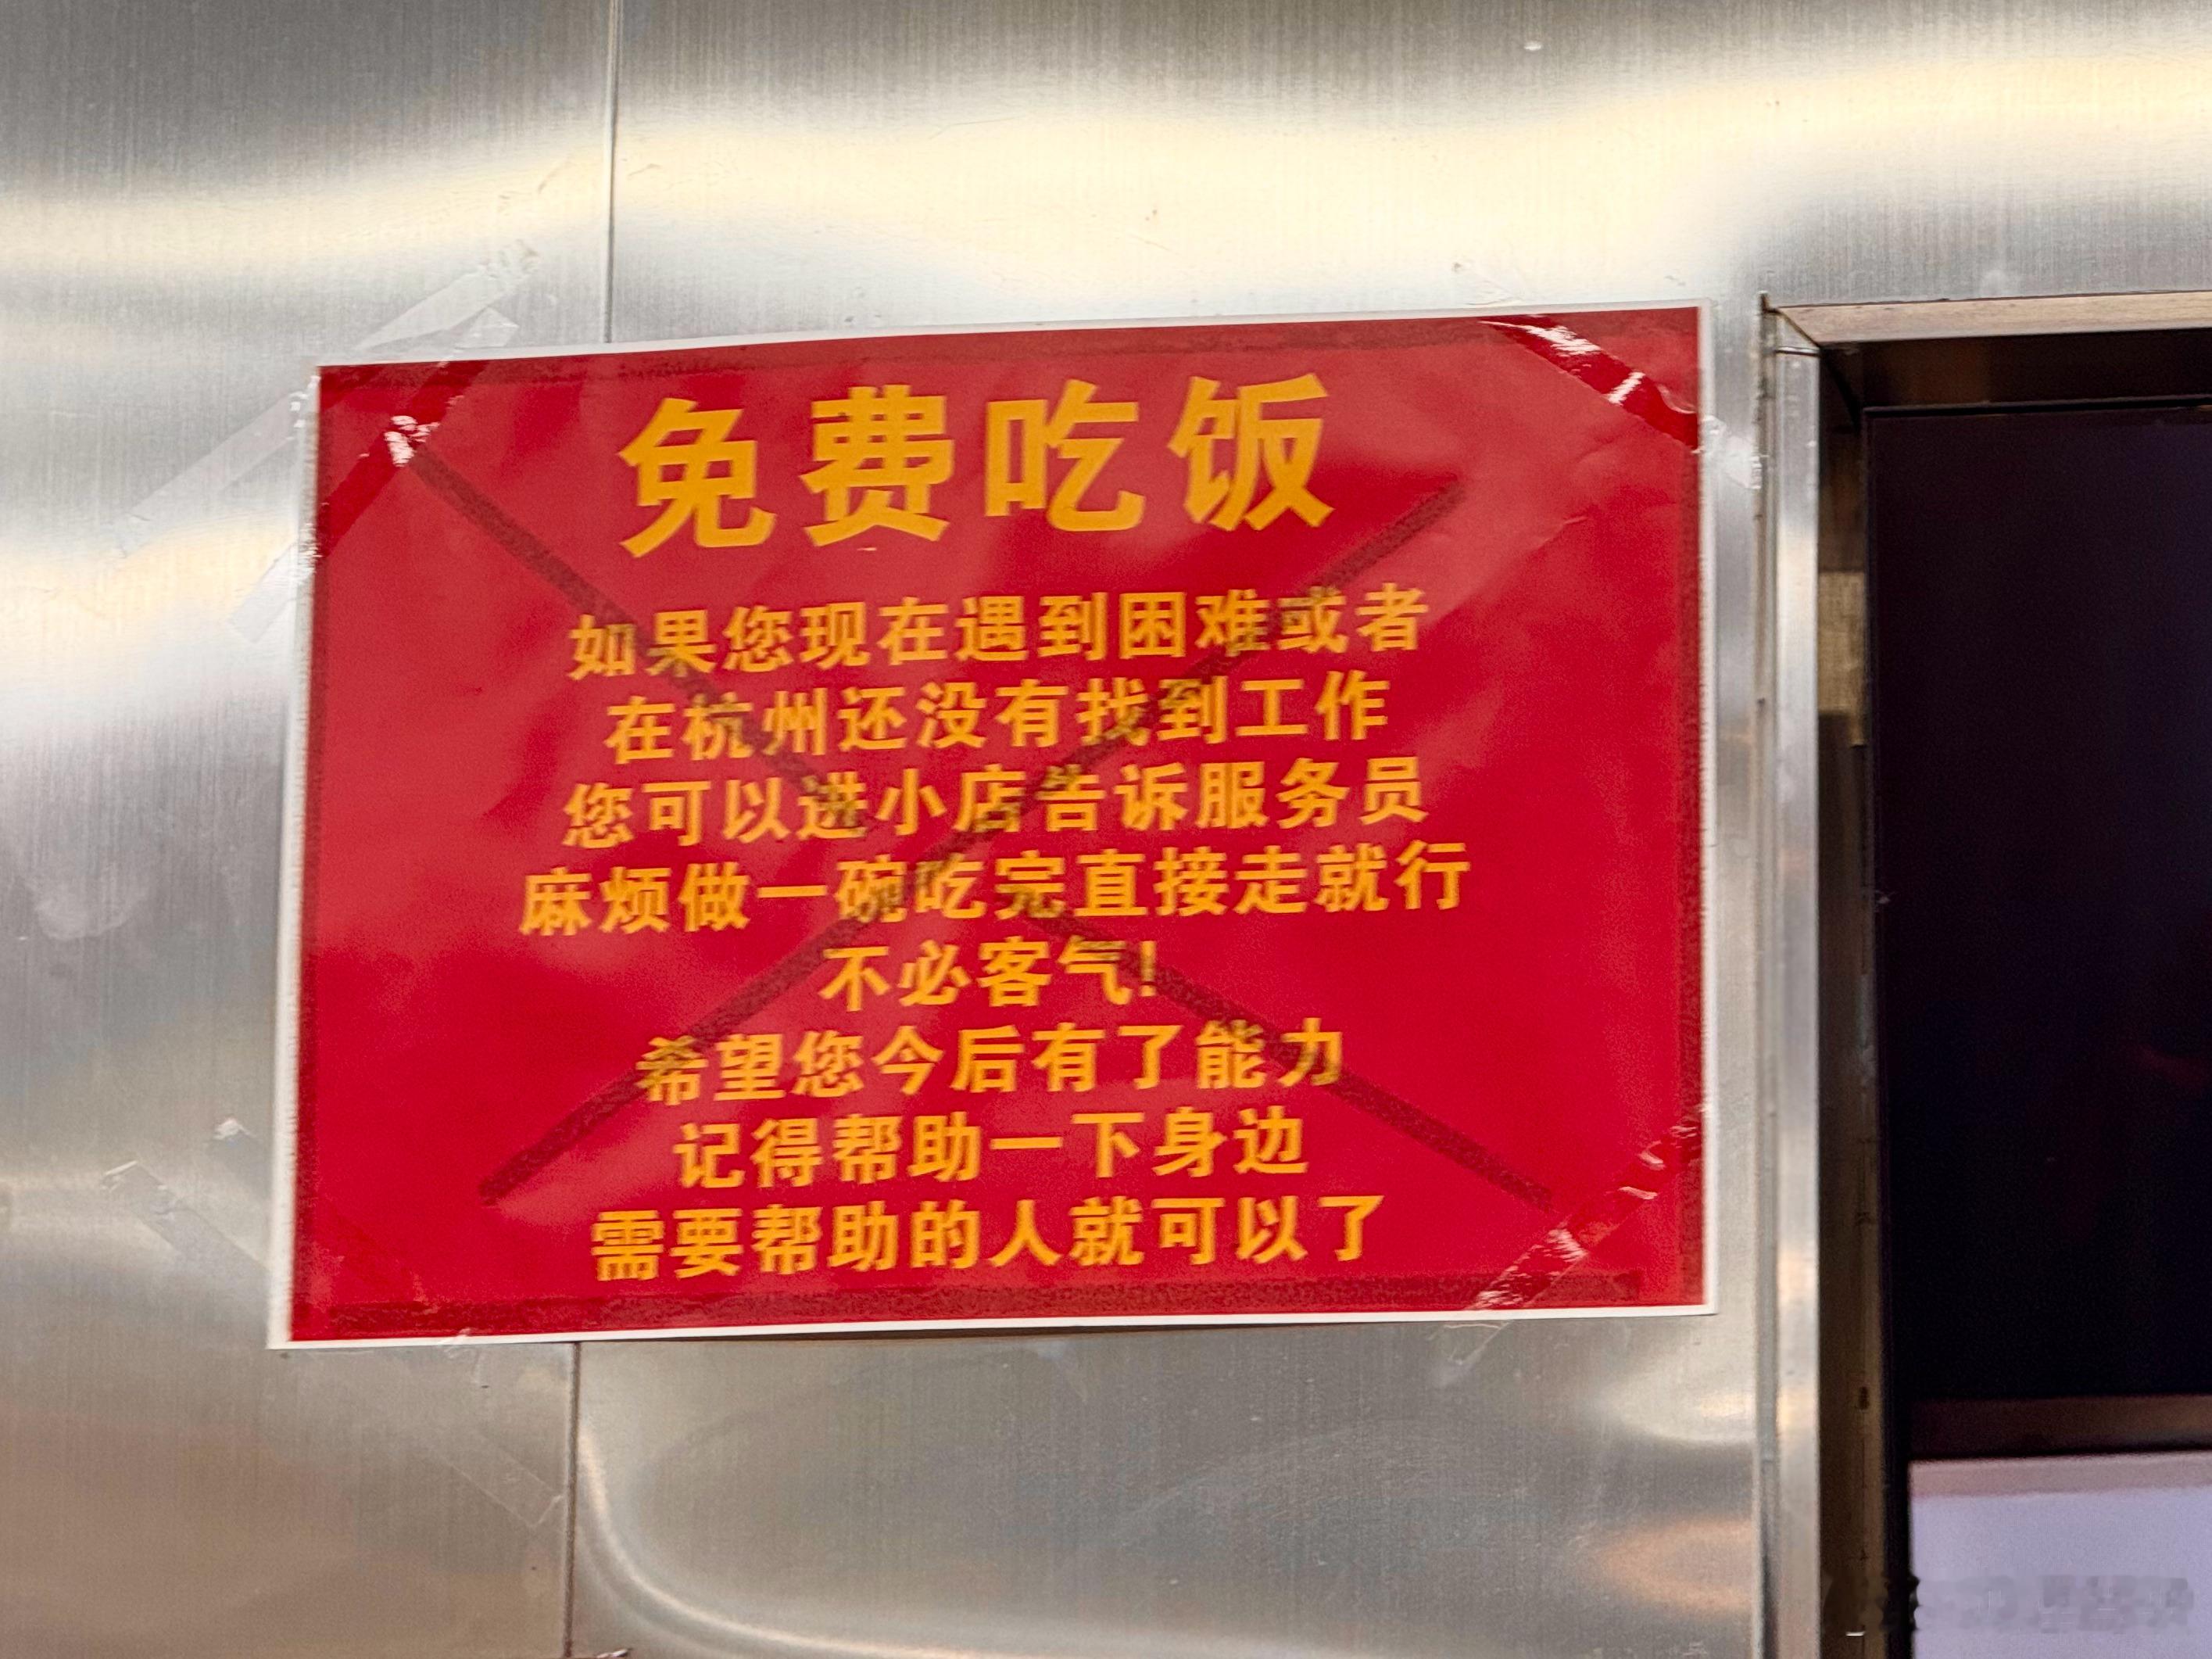 免费吃饭
如果您现在遇到困难或者
在杭州还没有找到工作
您可以进小店告诉服务员
麻烦做一碗吃完直接走就行
不必客气!
希望您今后有了能力
记得帮助一下身边
需要帮助的人就可以了